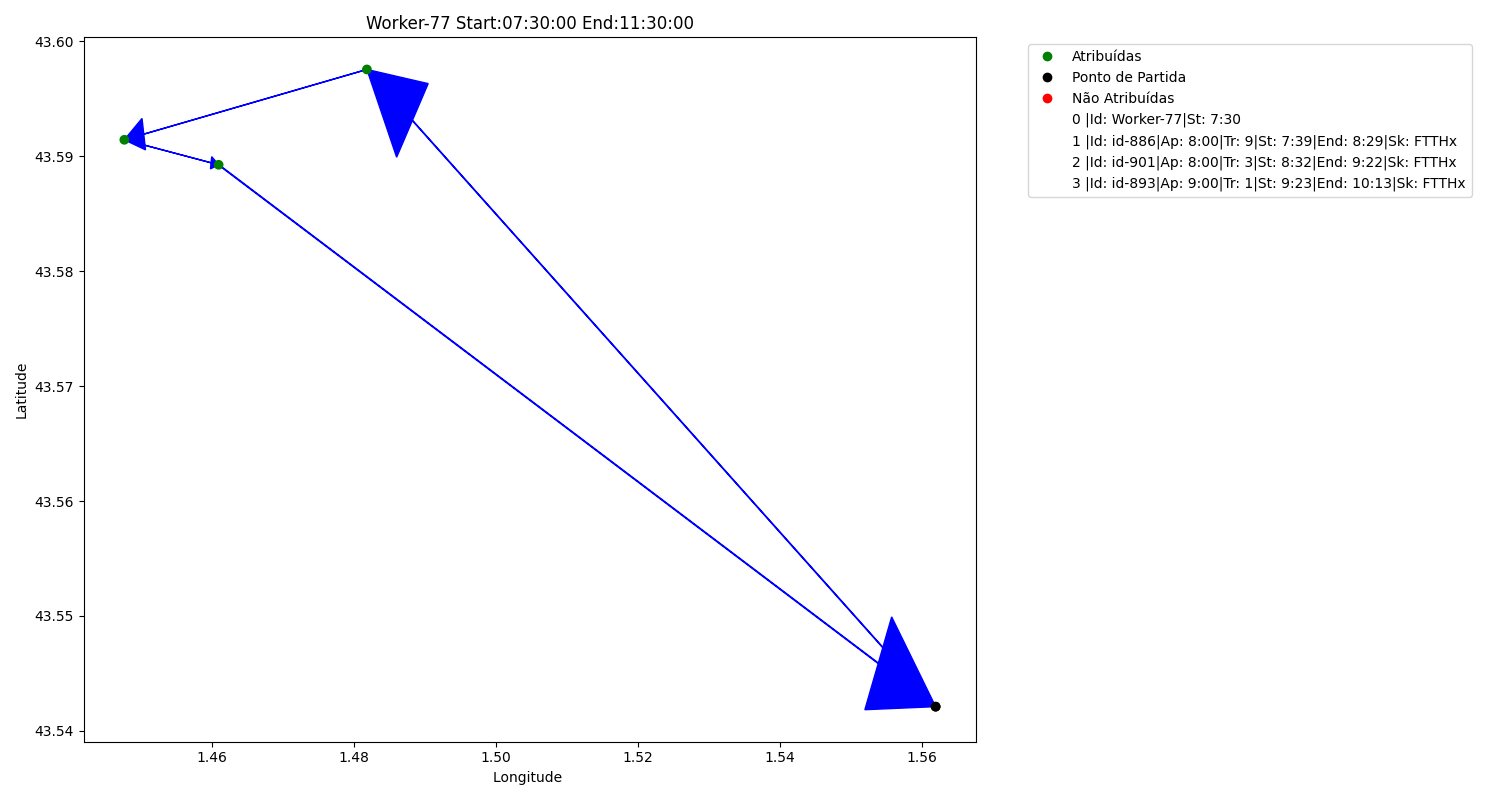 Worker-77 Start:07:30:00 End:11:30:00
43.60
43.59
43.58
43.57
43.56
43.55
43.54
Latitude
1.46 1.48 1.50 1.52 1.54 1.56
Longitude
Atribuídas
Ponto de Partida
Não Atribuídas
0 |Id: Worker-77|St: 7:30
1 |Id: id-886|Ap: 8:00|Tr: 9|St: 7:39|End: 8:29|Sk: FTTHx
2 |Id: id-901|Ap: 8:00|Tr: 3|St: 8:32|End: 9:22|Sk: FTTHx
3 |Id: id-893|Ap: 9:00|Tr: 1|St: 9:23|End: 10:13|Sk: FTTHx